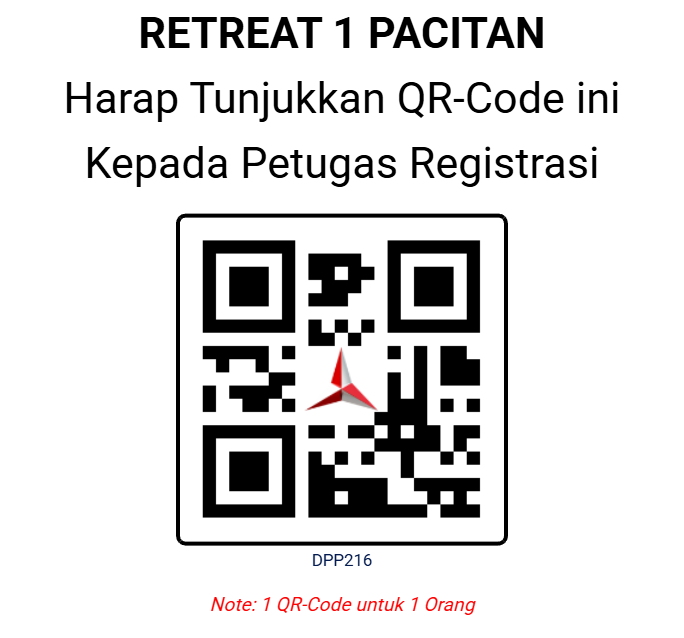 RETREAT 1 PACITAN
Harap Tunjukkan QR-Code ini
Kepada Petugas Registrasi
DPP216
Note: 1 QR-Code untuk 1 Orang